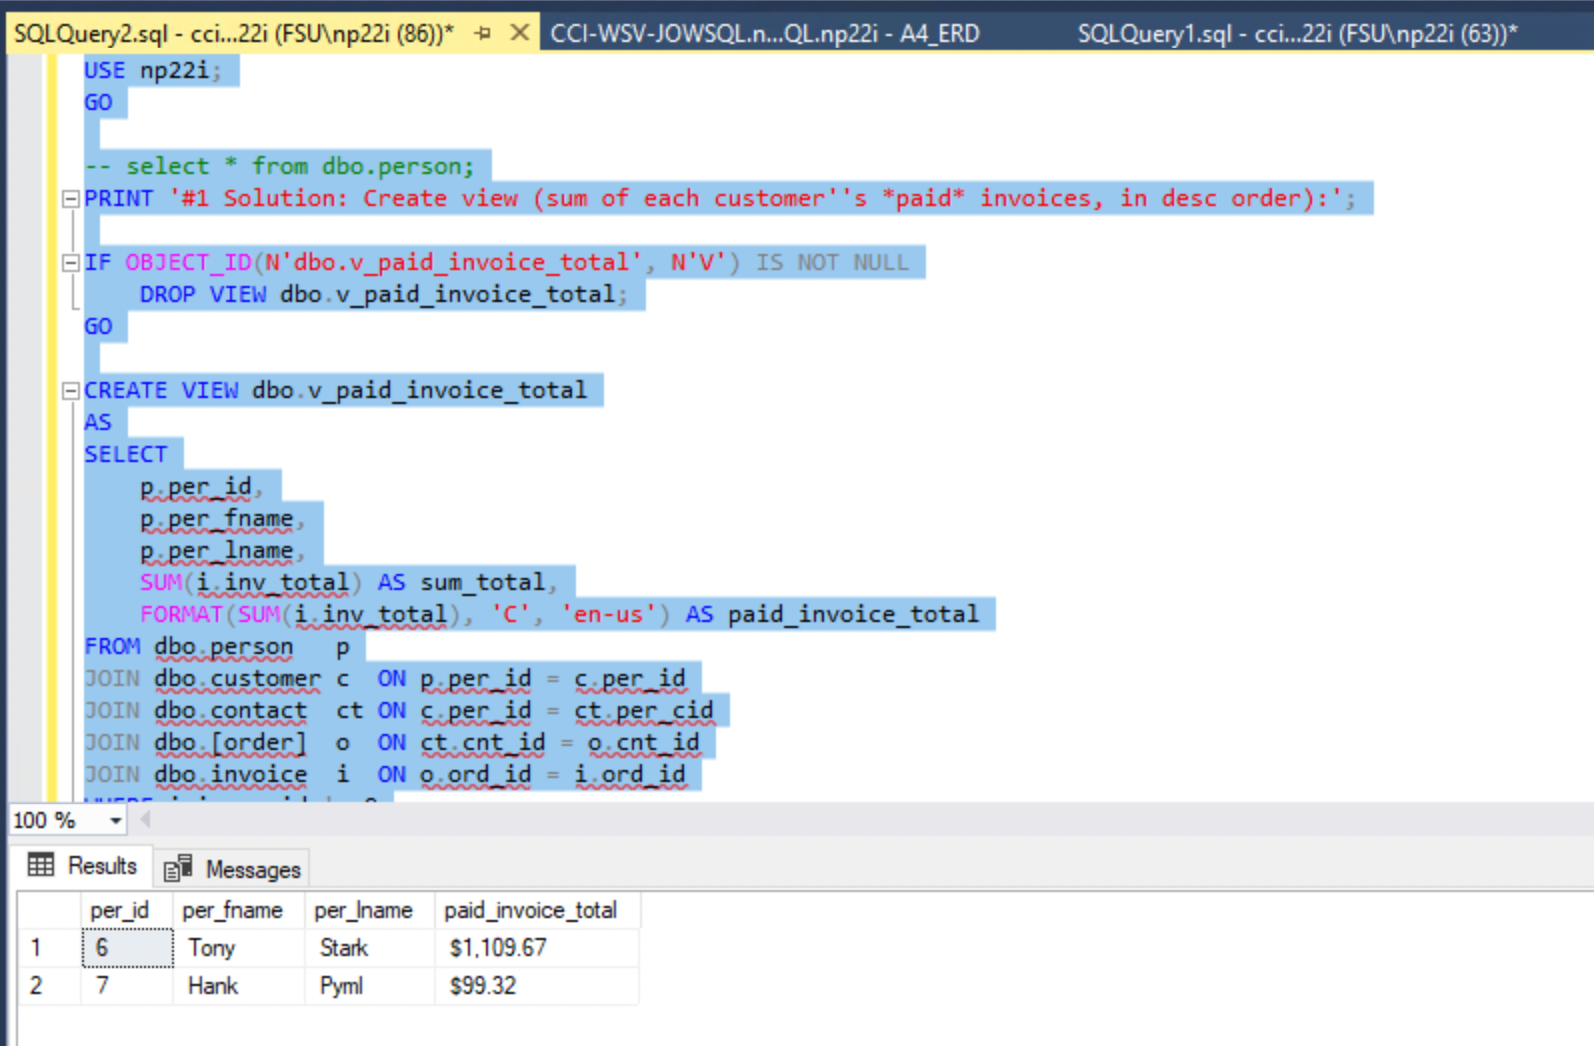 SQLQuery2.sql - cci...22i (FSU\np22i (86))* CCI-WSV-JOWSQL.n...QL.np22i - A4_ERD SQLQuery1.sql - cci...22i (FSU\np22i (63))*
USE np22i;
GO
-- select * from dbo.person;
PRINT '#1 Solution: Create view (sum of each customer''s *paid* invoices, in desc order):';
IF OBJECT_ID(N'dbo.v_paid_invoice_total', N'V') IS NOT NULL
DROP VIEW dbo.v_paid_invoice_total;
GO
CREATE VIEW dbo.v_paid_invoice_total
AS
SELECT
p.per_id,
p.per_fname,
p.per_lname,
SUM(i.inv_total) AS sum_total,
FORMAT(SUM(i.inv_total), 'C', 'en-us') AS paid_invoice_total
FROM dbo.person p
JOIN dbo.customer c ON p.per_id = c.per_id
JOIN dbo.contact ct ON c.per_id = ct.per_cid
JOIN dbo.[order] o ON ct.cnt_id = o.cnt_id
JOIN dbo.invoice i ON o.ord_id = i.ord_id
WHERE
100 %
Results Messages
per_id per_fname per_lname paid_invoice_total
1 6 Tony Stark $1,109.67
2 7 Hank Pyml $99.32